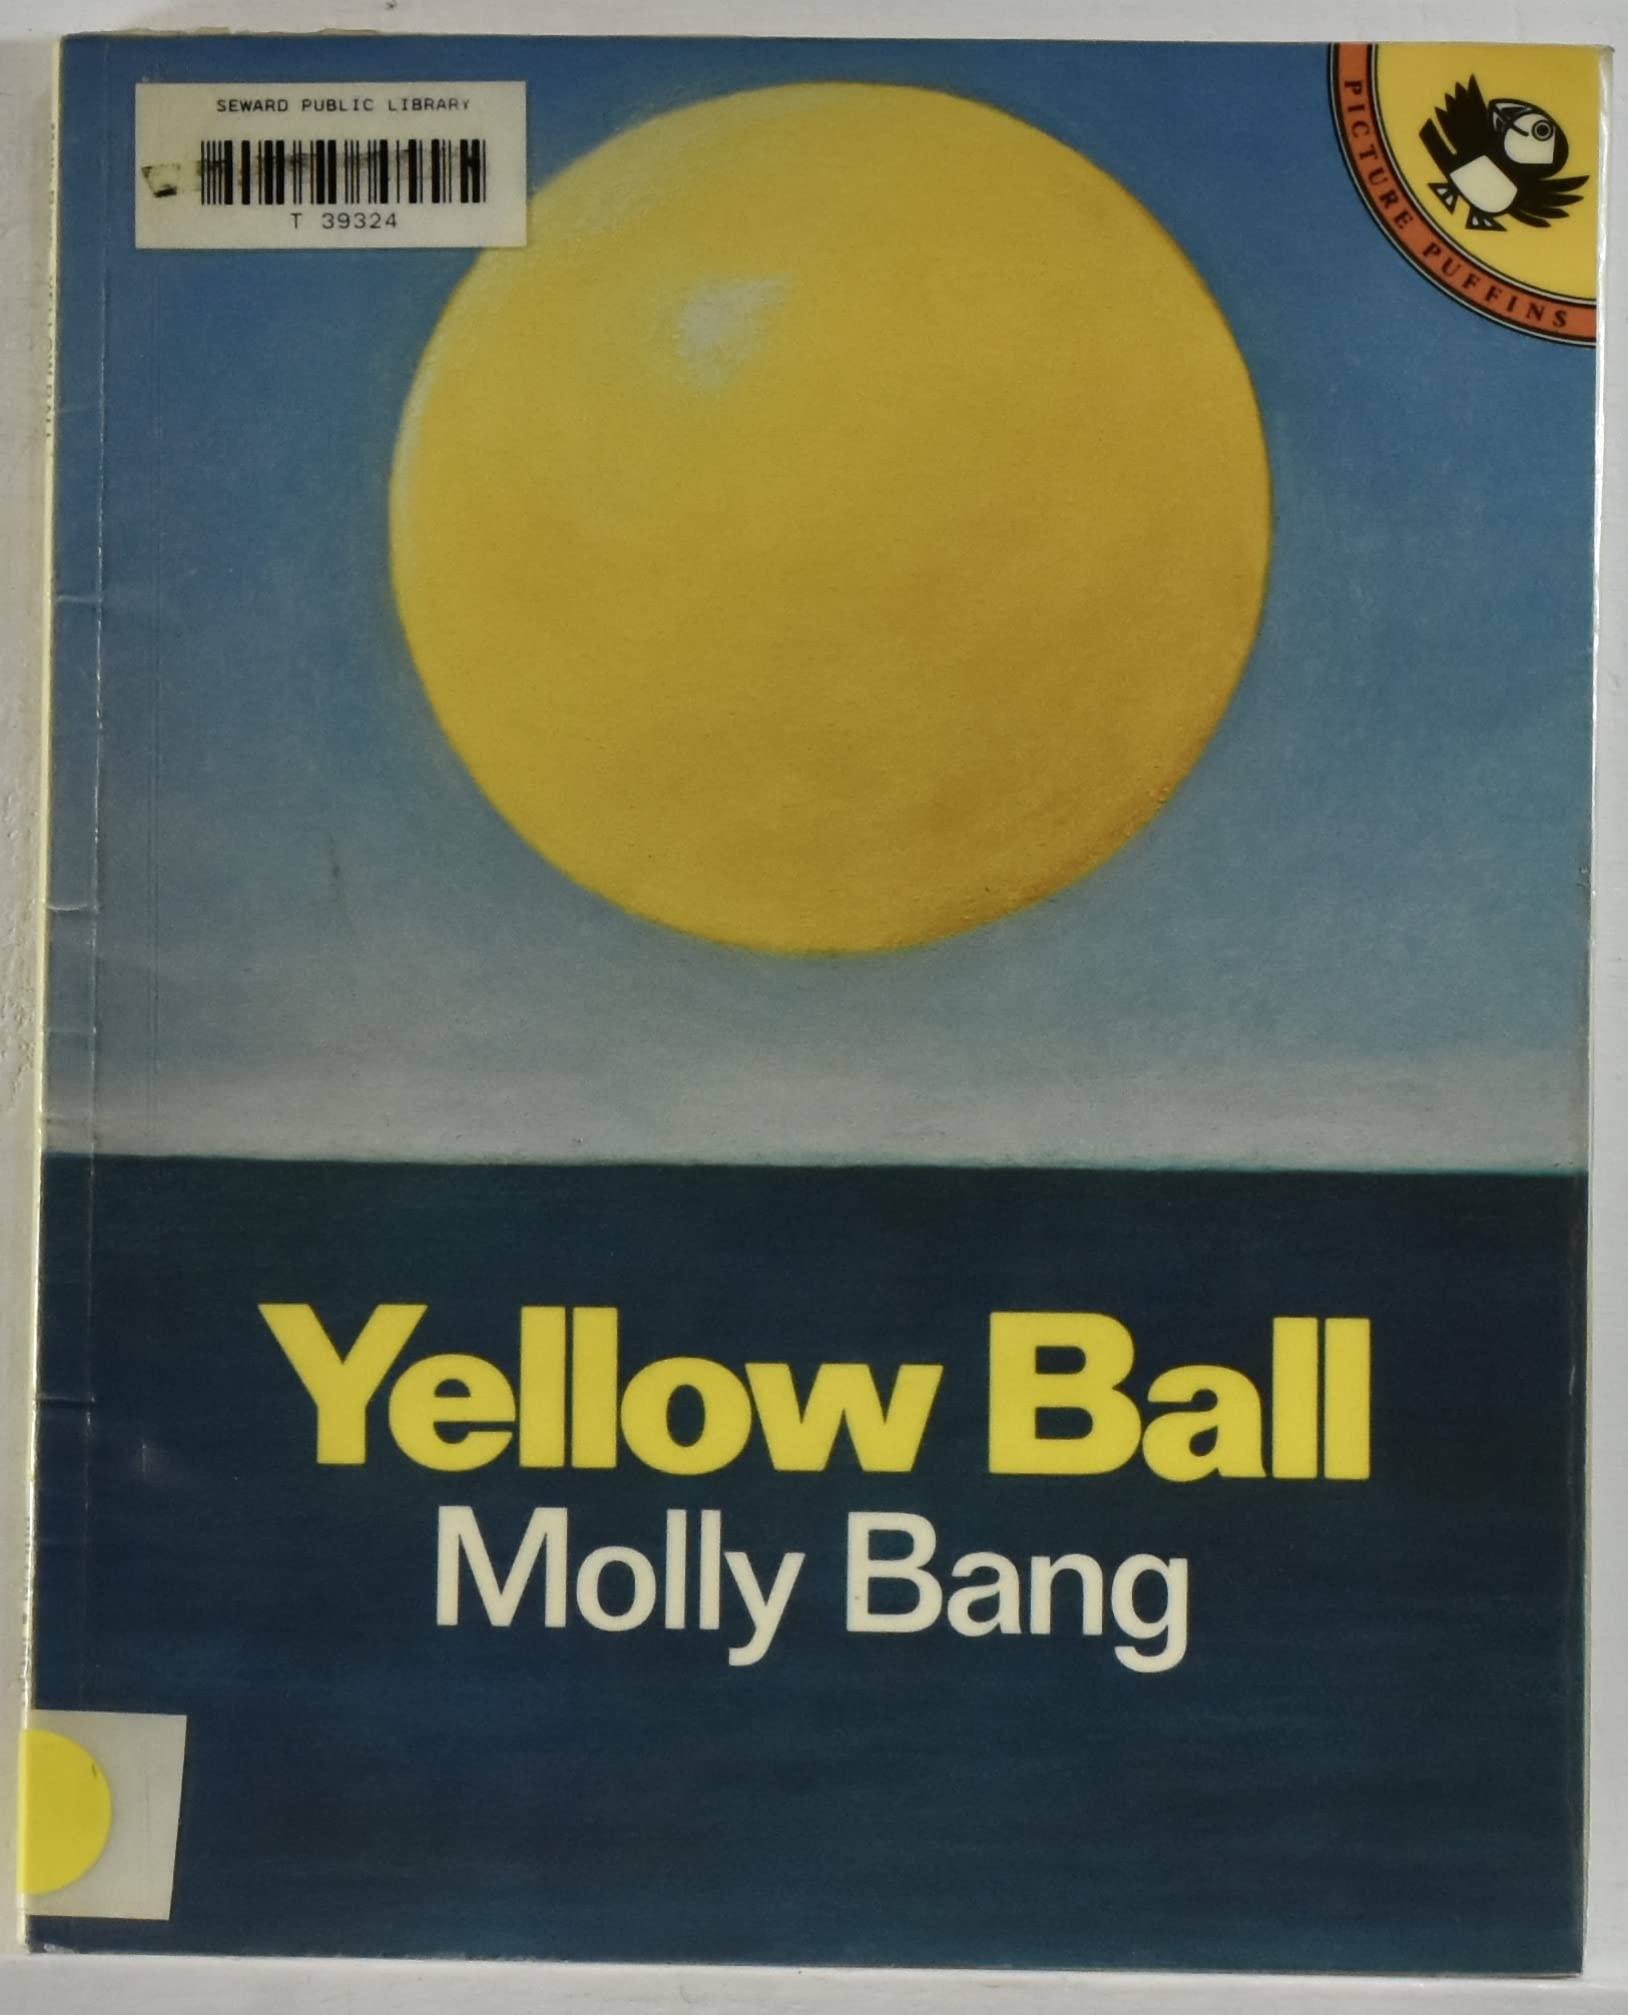 SEWARD PUBLIC LIBRARY
T 39324
PICTURE PUFFINS
Yellow Ball
Molly Bang